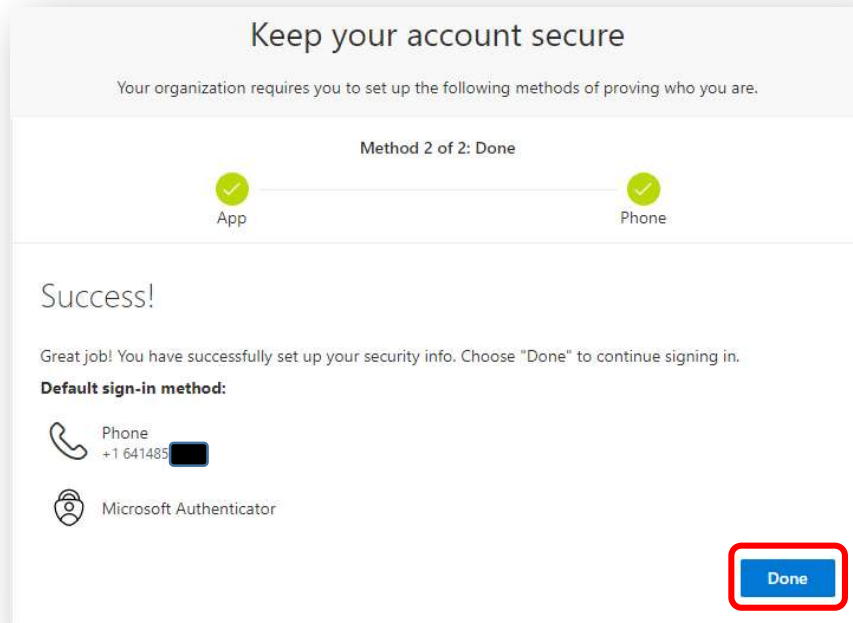 Keep your account secure
Your organization requires you to set up the following methods of proving who you are.
Method 2 of 2: Done
App
Phone
Success!
Great job! You have successfully set up your security info. Choose "Done" to continue signing in.
Default sign-in method:
Phone
+1 641485
Microsoft Authenticator
Done